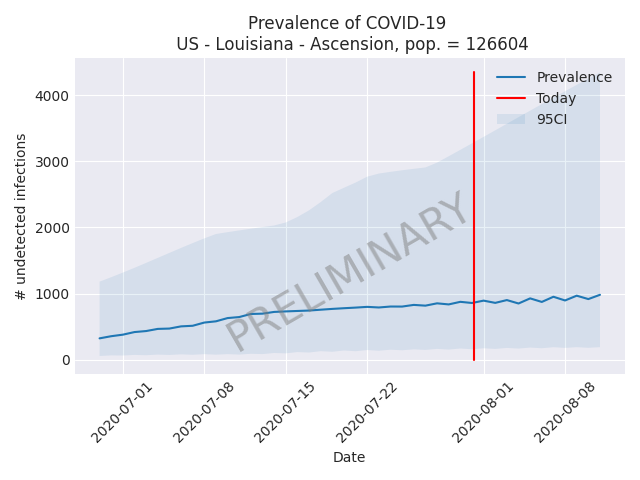 Prevalence of COVID-19
US - Louisiana - Ascension, pop. = 126604
Prevalence
Today
95CI
4000
3000
2000
1000
0
# undetected infections
PRELIMINARY
2020-07-01
2020-07-08
2020-07-15
2020-07-22
2020-08-01
2020-08-08
Date